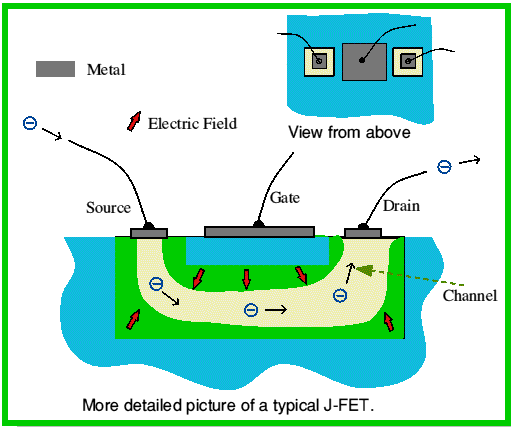 Metal
Electric Field
View from above
Source
Gate
Drain
Channel
More detailed picture of a typical J-FET.